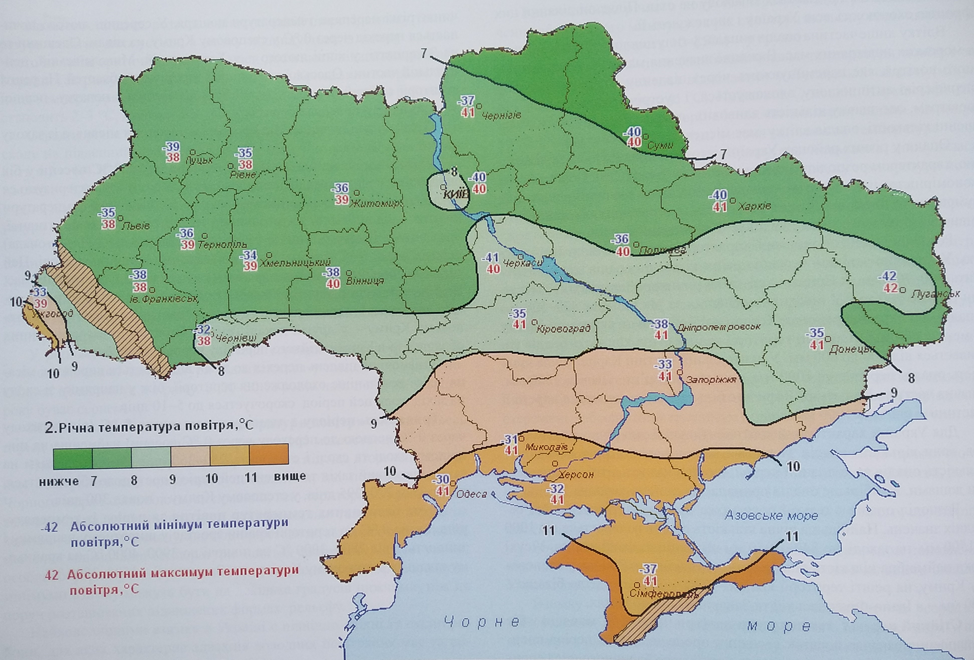 7
-37
41
Чернігів
-40
40
Суми
7
-39
38
Луцьк
-35
38
Рівне
8
-40
40
КИЇВ
-36
39
Житомир
-40
41
Харків
-35
38
Львів
-36
39
Тернопіль
-34
39
Хмельницький
-38
40
Вінниця
-36
40
Полтава
-41
40
Черкаси
-42
42
Луганськ
9
-33
39
Ужгород
10
-38
38
Ів.Франківськ
-32
38
Чернівці
8
-35
41
Кіровоград
-38
41
Дніпропетровськ
-35
41
Донецьк
10
9
-33
41
Запоріжжя
8
9
9
2.Річна температура повітря,°С
нижче 7 8 9 10 11 вище
-31
41
Миколаїв
10
10
-30
41
Одеса
Херсон
-32
41
-42 Абсолютний мінімум температури
повітря,°С
42 Абсолютний максимум температури
повітря,°С
Азовське море
11
11
-37
41
Сімферополь
Чорне море